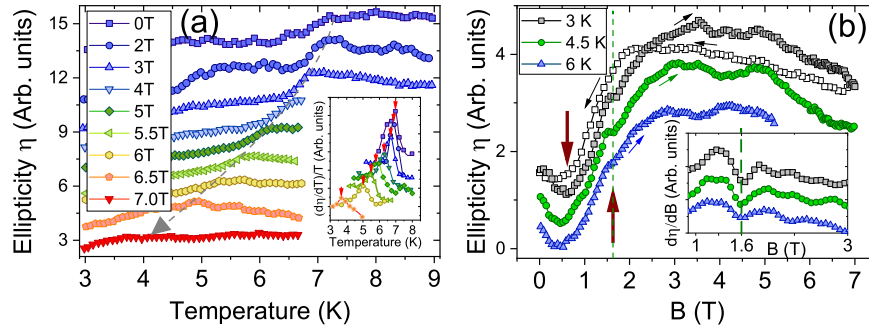 (a)
0T
2T
3T
4T
5T
5.5T
6T
6.5T
7.0T
15
12
9
6
3
Ellipticity η (Arb. units)
3 4 5 6 7 8 9
Temperature (K)
(dη/dT)/T (Arb. units)
3 4 5 6 7 8
Temperature (K)
(b)
3 K
4.5 K
6 K
4
2
0
Ellipticity η (Arb. units)
0 1 2 3 4 5 6 7
B (T)
dη/dB (Arb. units)
1 1.6 3
B (T)